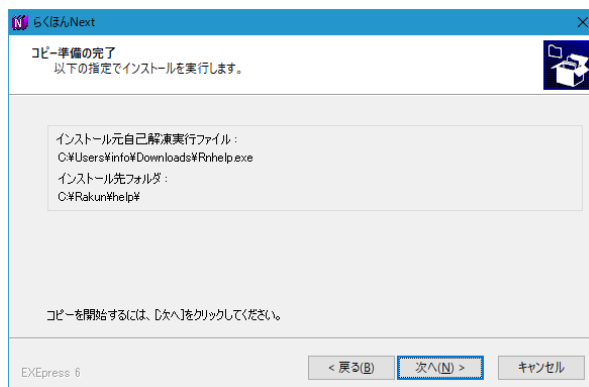 らくほんNext
コピー準備の完了
以下の指定でインストールを実行します。
インストール元自己解凍実行ファイル：
C:¥Users¥info¥Downloads¥Rnhelp.exe
インストール先フォルダ：
C:¥Rakun¥help¥
コピーを開始するには、[次へ]をクリックしてください。
EXEpress 6
< 戻る(B)
次へ(N) >
キャンセル